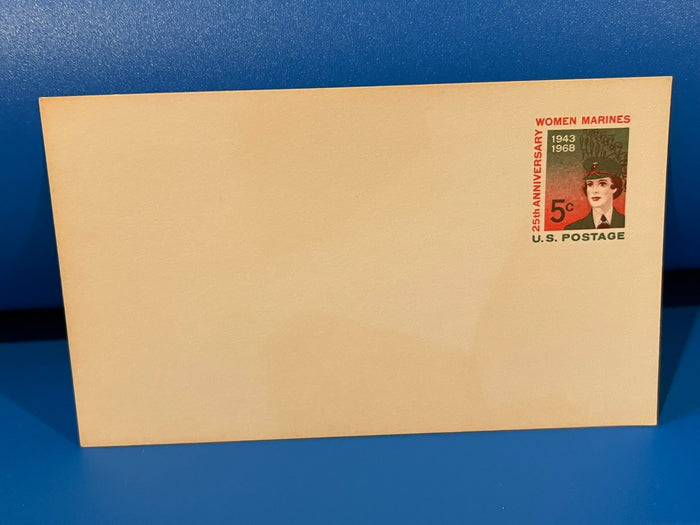 WOMEN MARINES
25th ANNIVERSARY
1943
1968
5c
U.S. POSTAGE